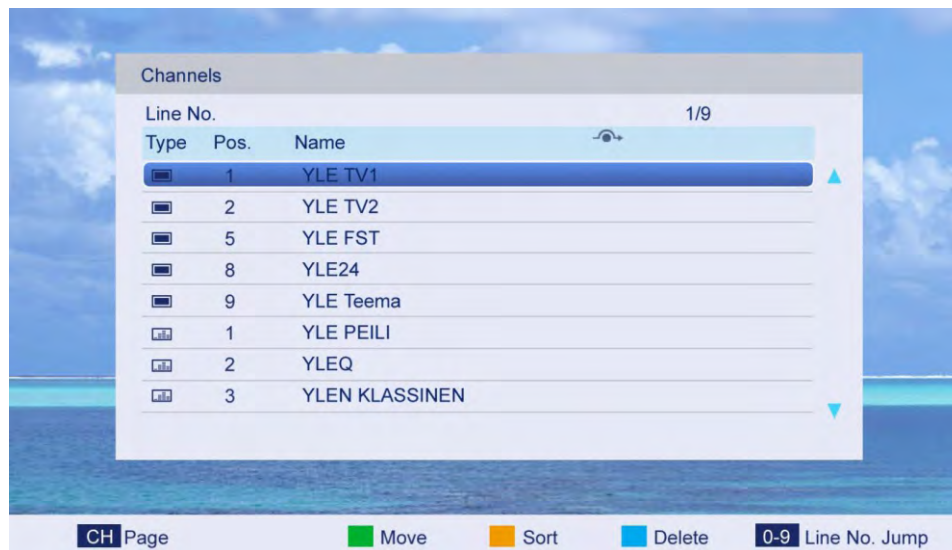 Channels
Line No. 1/9
Type Pos. Name
1 YLE TV1
2 YLE TV2
5 YLE FST
8 YLE24
9 YLE Teema
1 YLE PEILI
2 YLEQ
3 YLEN KLASSINEN
CH Page Move Sort Delete 0-9 Line No. Jump